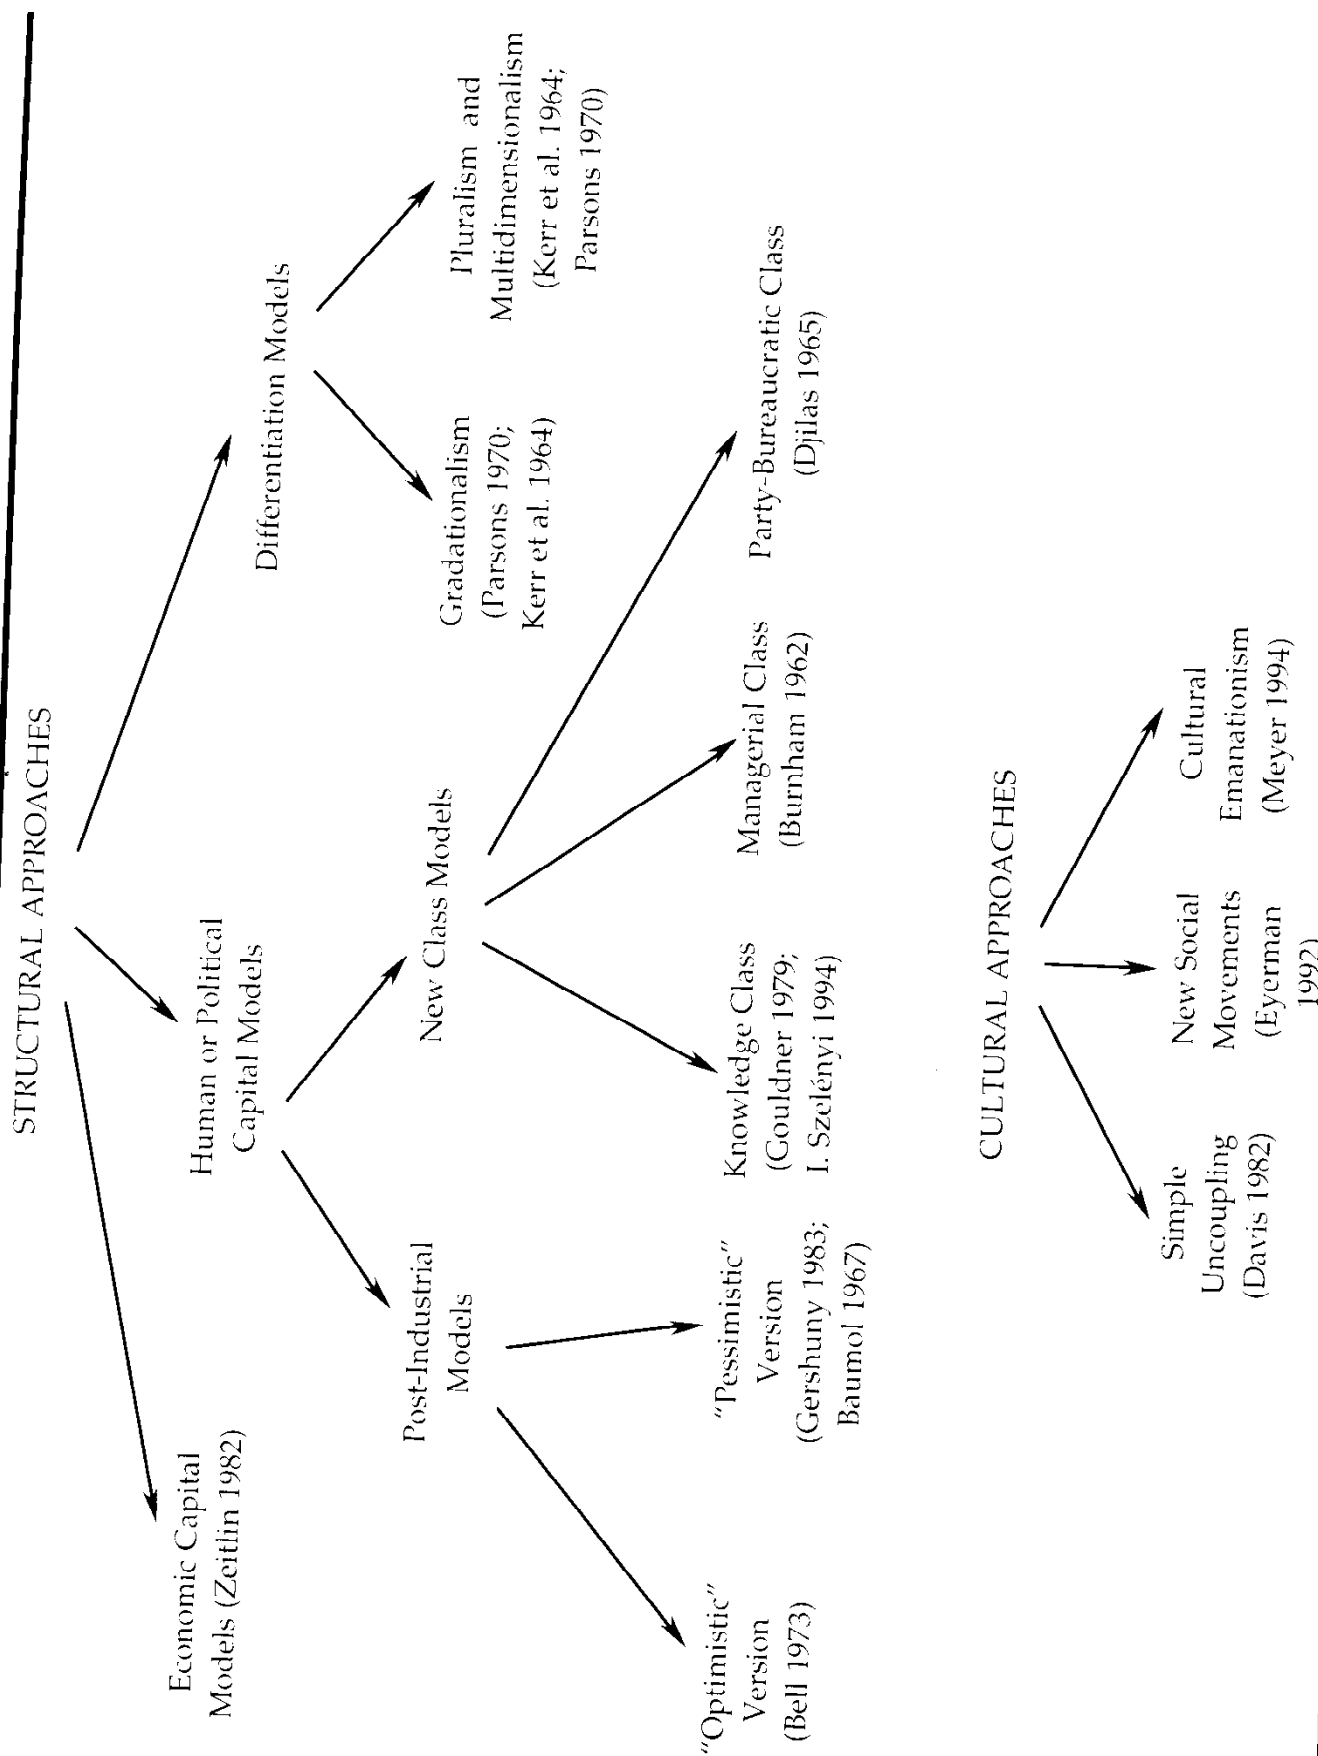 STRUCTURAL APPROACHES
Economic Capital
Models (Zeitlin 1982)
Human or Political
Capital Models
Differentiation Models
Post-Industrial
Models
New Class Models
Gradationalism
(Parsons 1970;
Kerr et al. 1964)
Pluralism and
Multidimensionalism
(Kerr et al. 1964;
Parsons 1970)
“Optimistic”
Version
(Bell 1973)
“Pessimistic”
Version
(Gershuny 1983;
Baumol 1967)
Knowledge Class
(Gouldner 1979;
I. Szelényi 1994)
Managerial Class
(Burnham 1962)
Party-Bureaucratic Class
(Djilas 1965)
CULTURAL APPROACHES
Simple
Uncoupling
(Davis 1982)
New Social
Movements
(Eyerman
1992)
Cultural
Emanationism
(Meyer 1994)